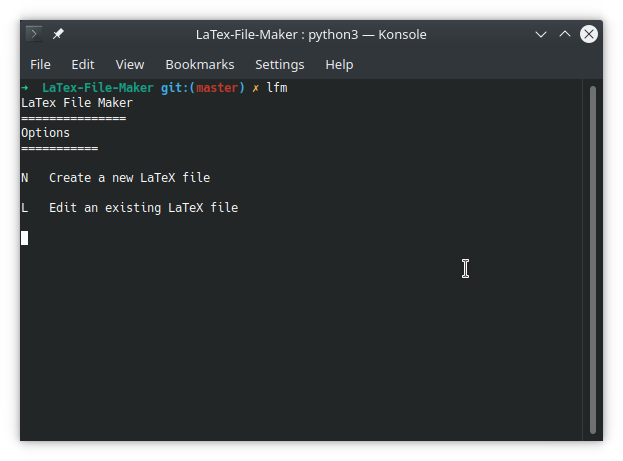 LaTex-File-Maker : python3 — Konsole
File Edit View Bookmarks Settings Help
➜  LaTex-File-Maker git:(master) ✗ lfm
LaTex File Maker
===============
Options
===========
N   Create a new LaTeX file
L   Edit an existing LaTeX file